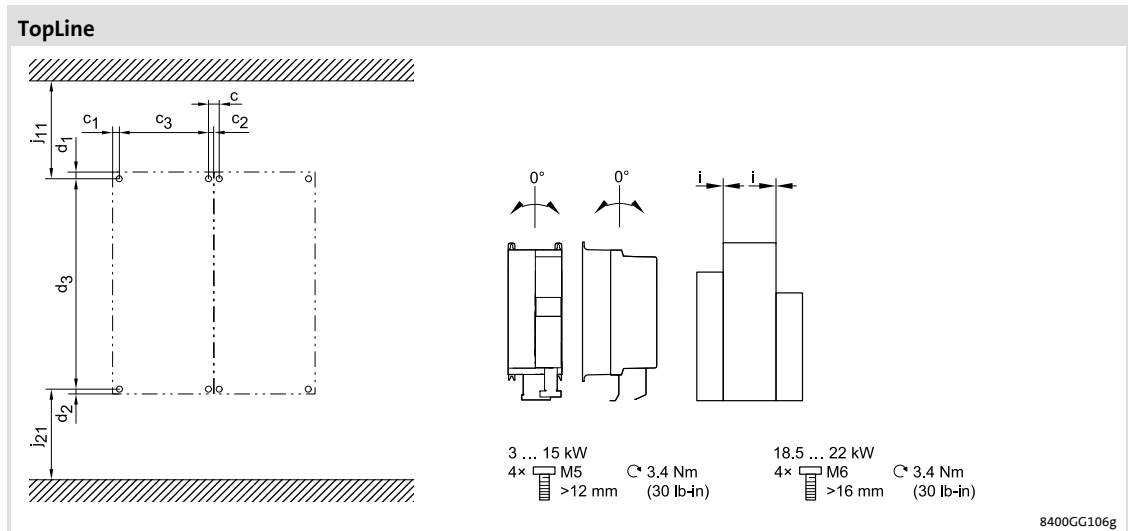 TopLine
c
c1 c3 c2
j11
d1
d3
d2
j21
0° 0° i i
3 ... 15 kW
4× M5 3.4 Nm
>12 mm (30 lb-in)
18.5 ... 22 kW
4× M6 3.4 Nm
>16 mm (30 lb-in)
8400GG106g